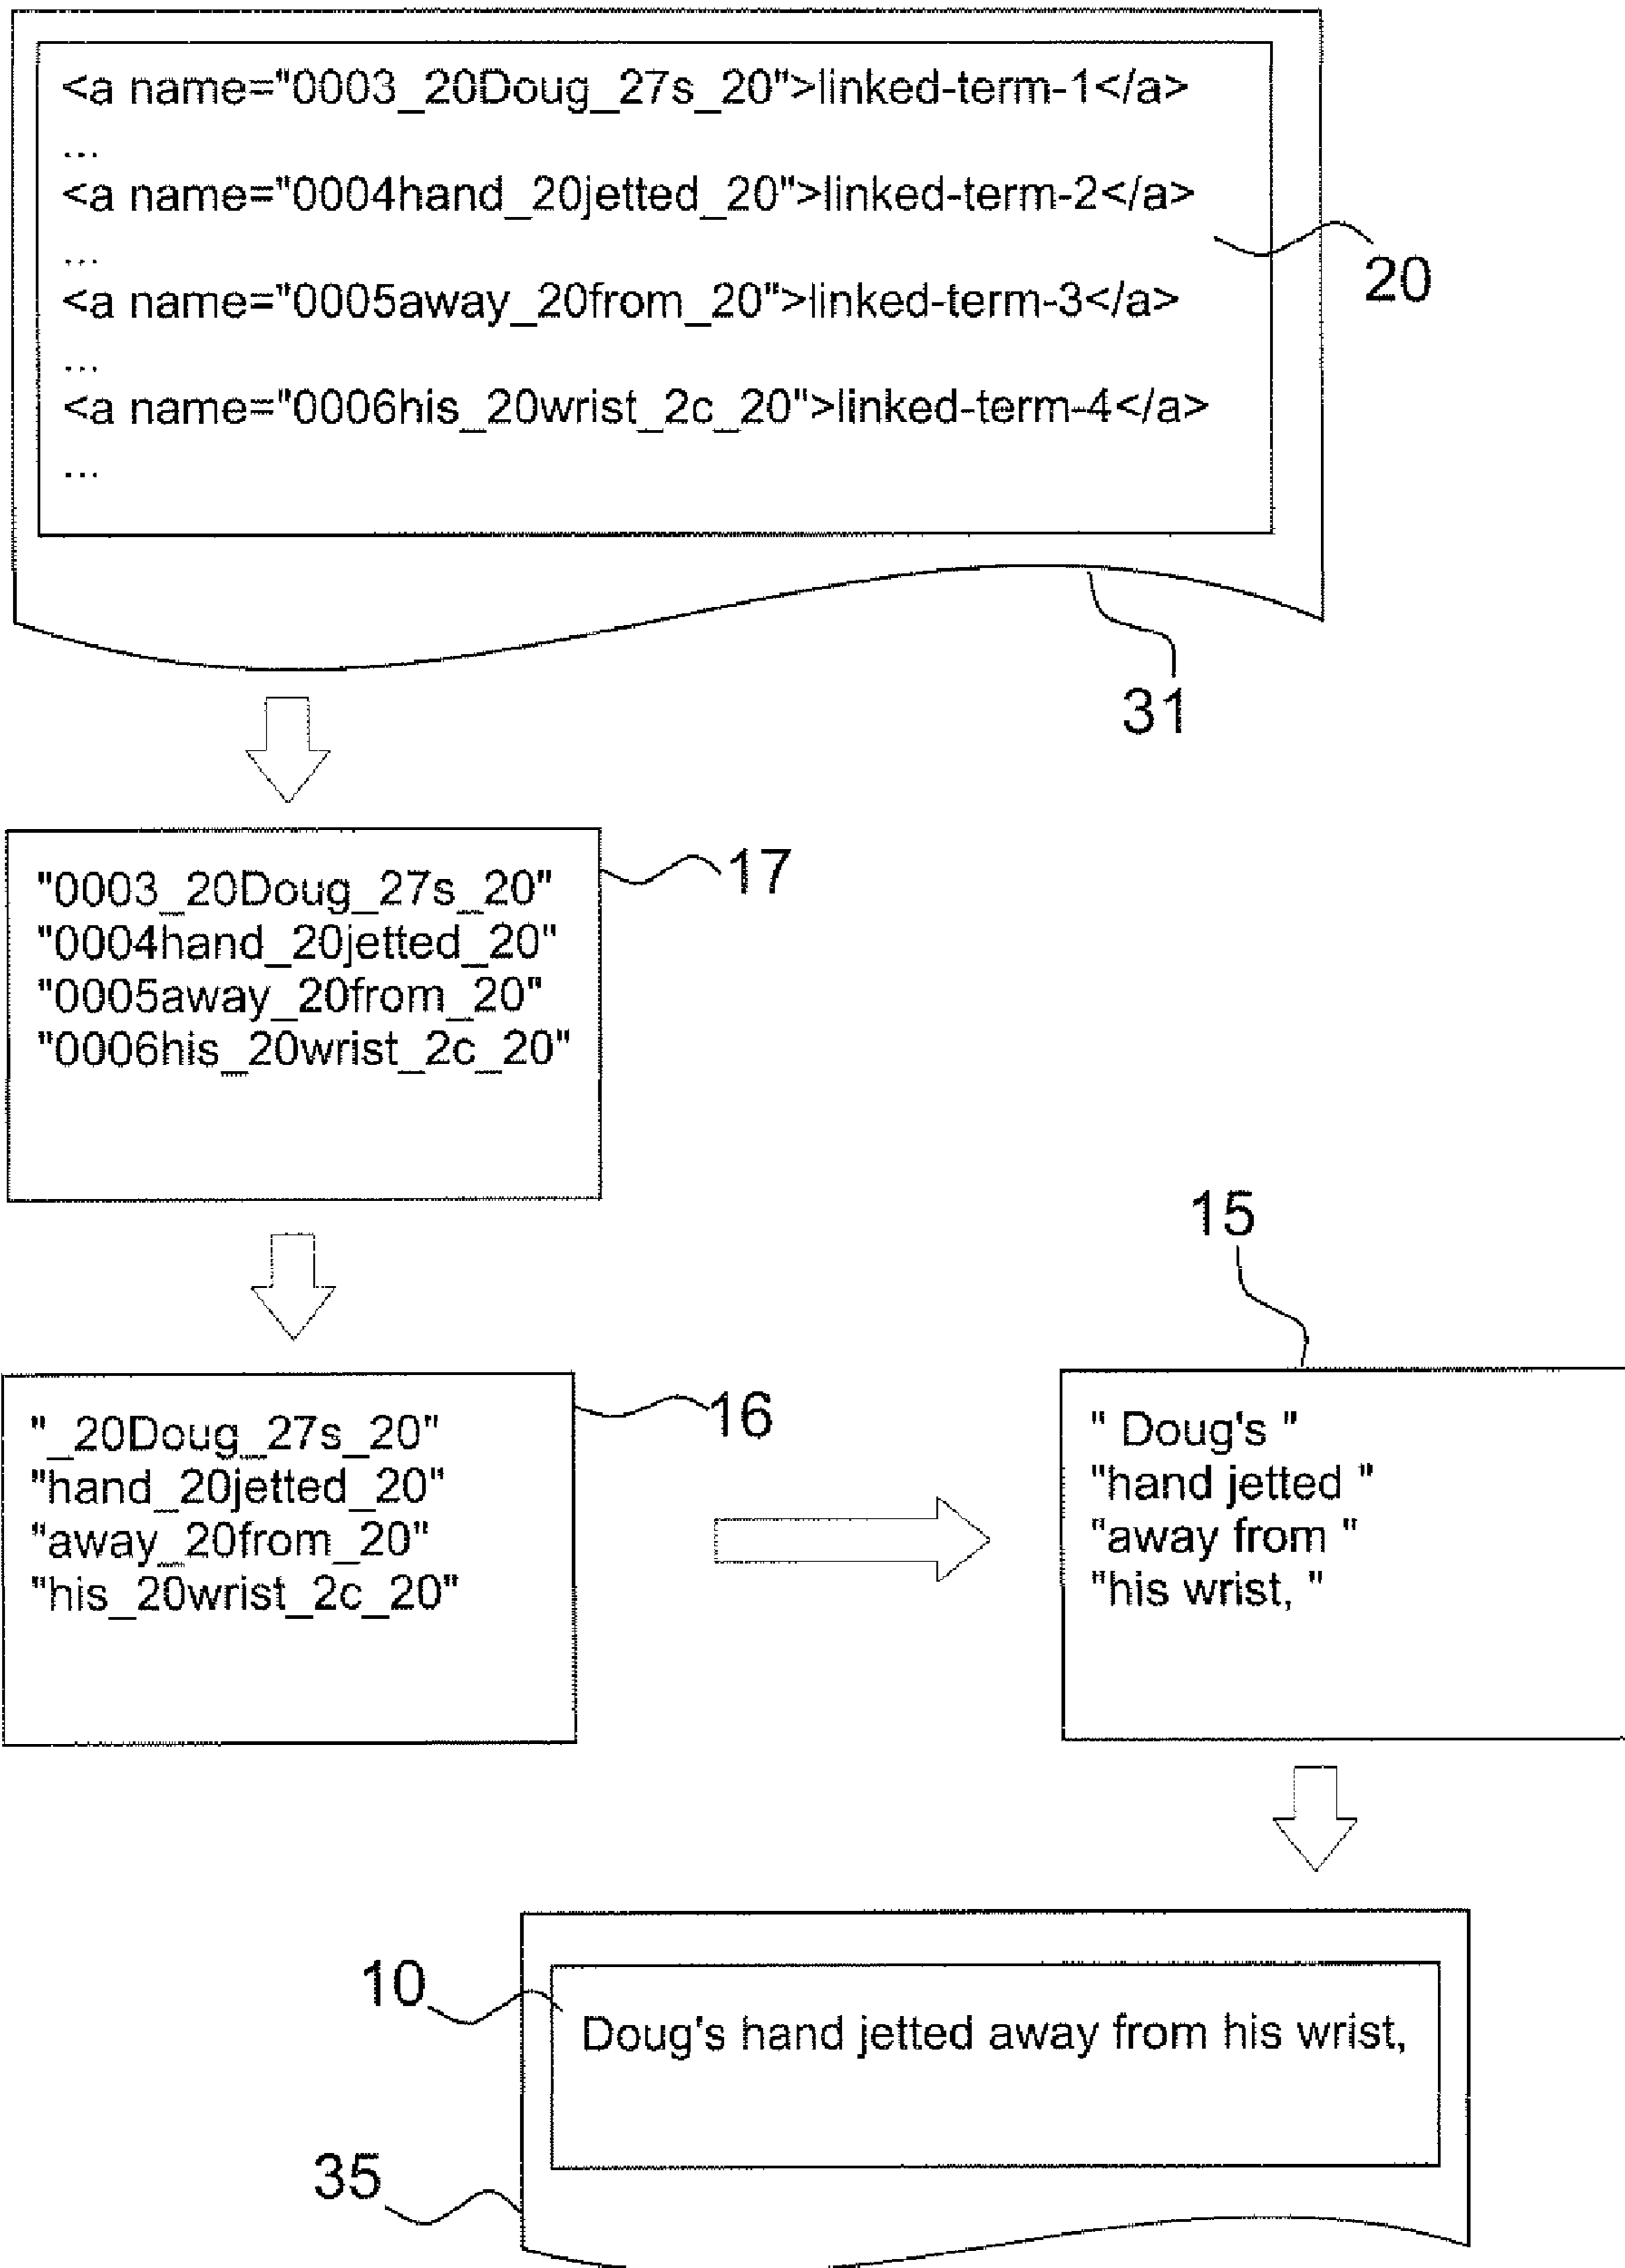 <a name="0003_20Doug_27s_20">linked-term-1</a>
...
<a name="0004hand_20jetted_20">linked-term-2</a>
...
<a name="0005away_20from_20">linked-term-3</a>
...
<a name="0006his_20wrist_2c_20">linked-term-4</a>
...
20
31
"0003_20Doug_27s_20"
"0004hand_20jetted_20"
"0005away_20from_20"
"0006his_20wrist_2c_20"
17
"_20Doug_27s_20"
"hand_20jetted_20"
"away_20from_20"
"his_20wrist_2c_20"
16
15
" Doug's "
"hand jetted "
"away from "
"his wrist, "
10
Doug's hand jetted away from his wrist,
35